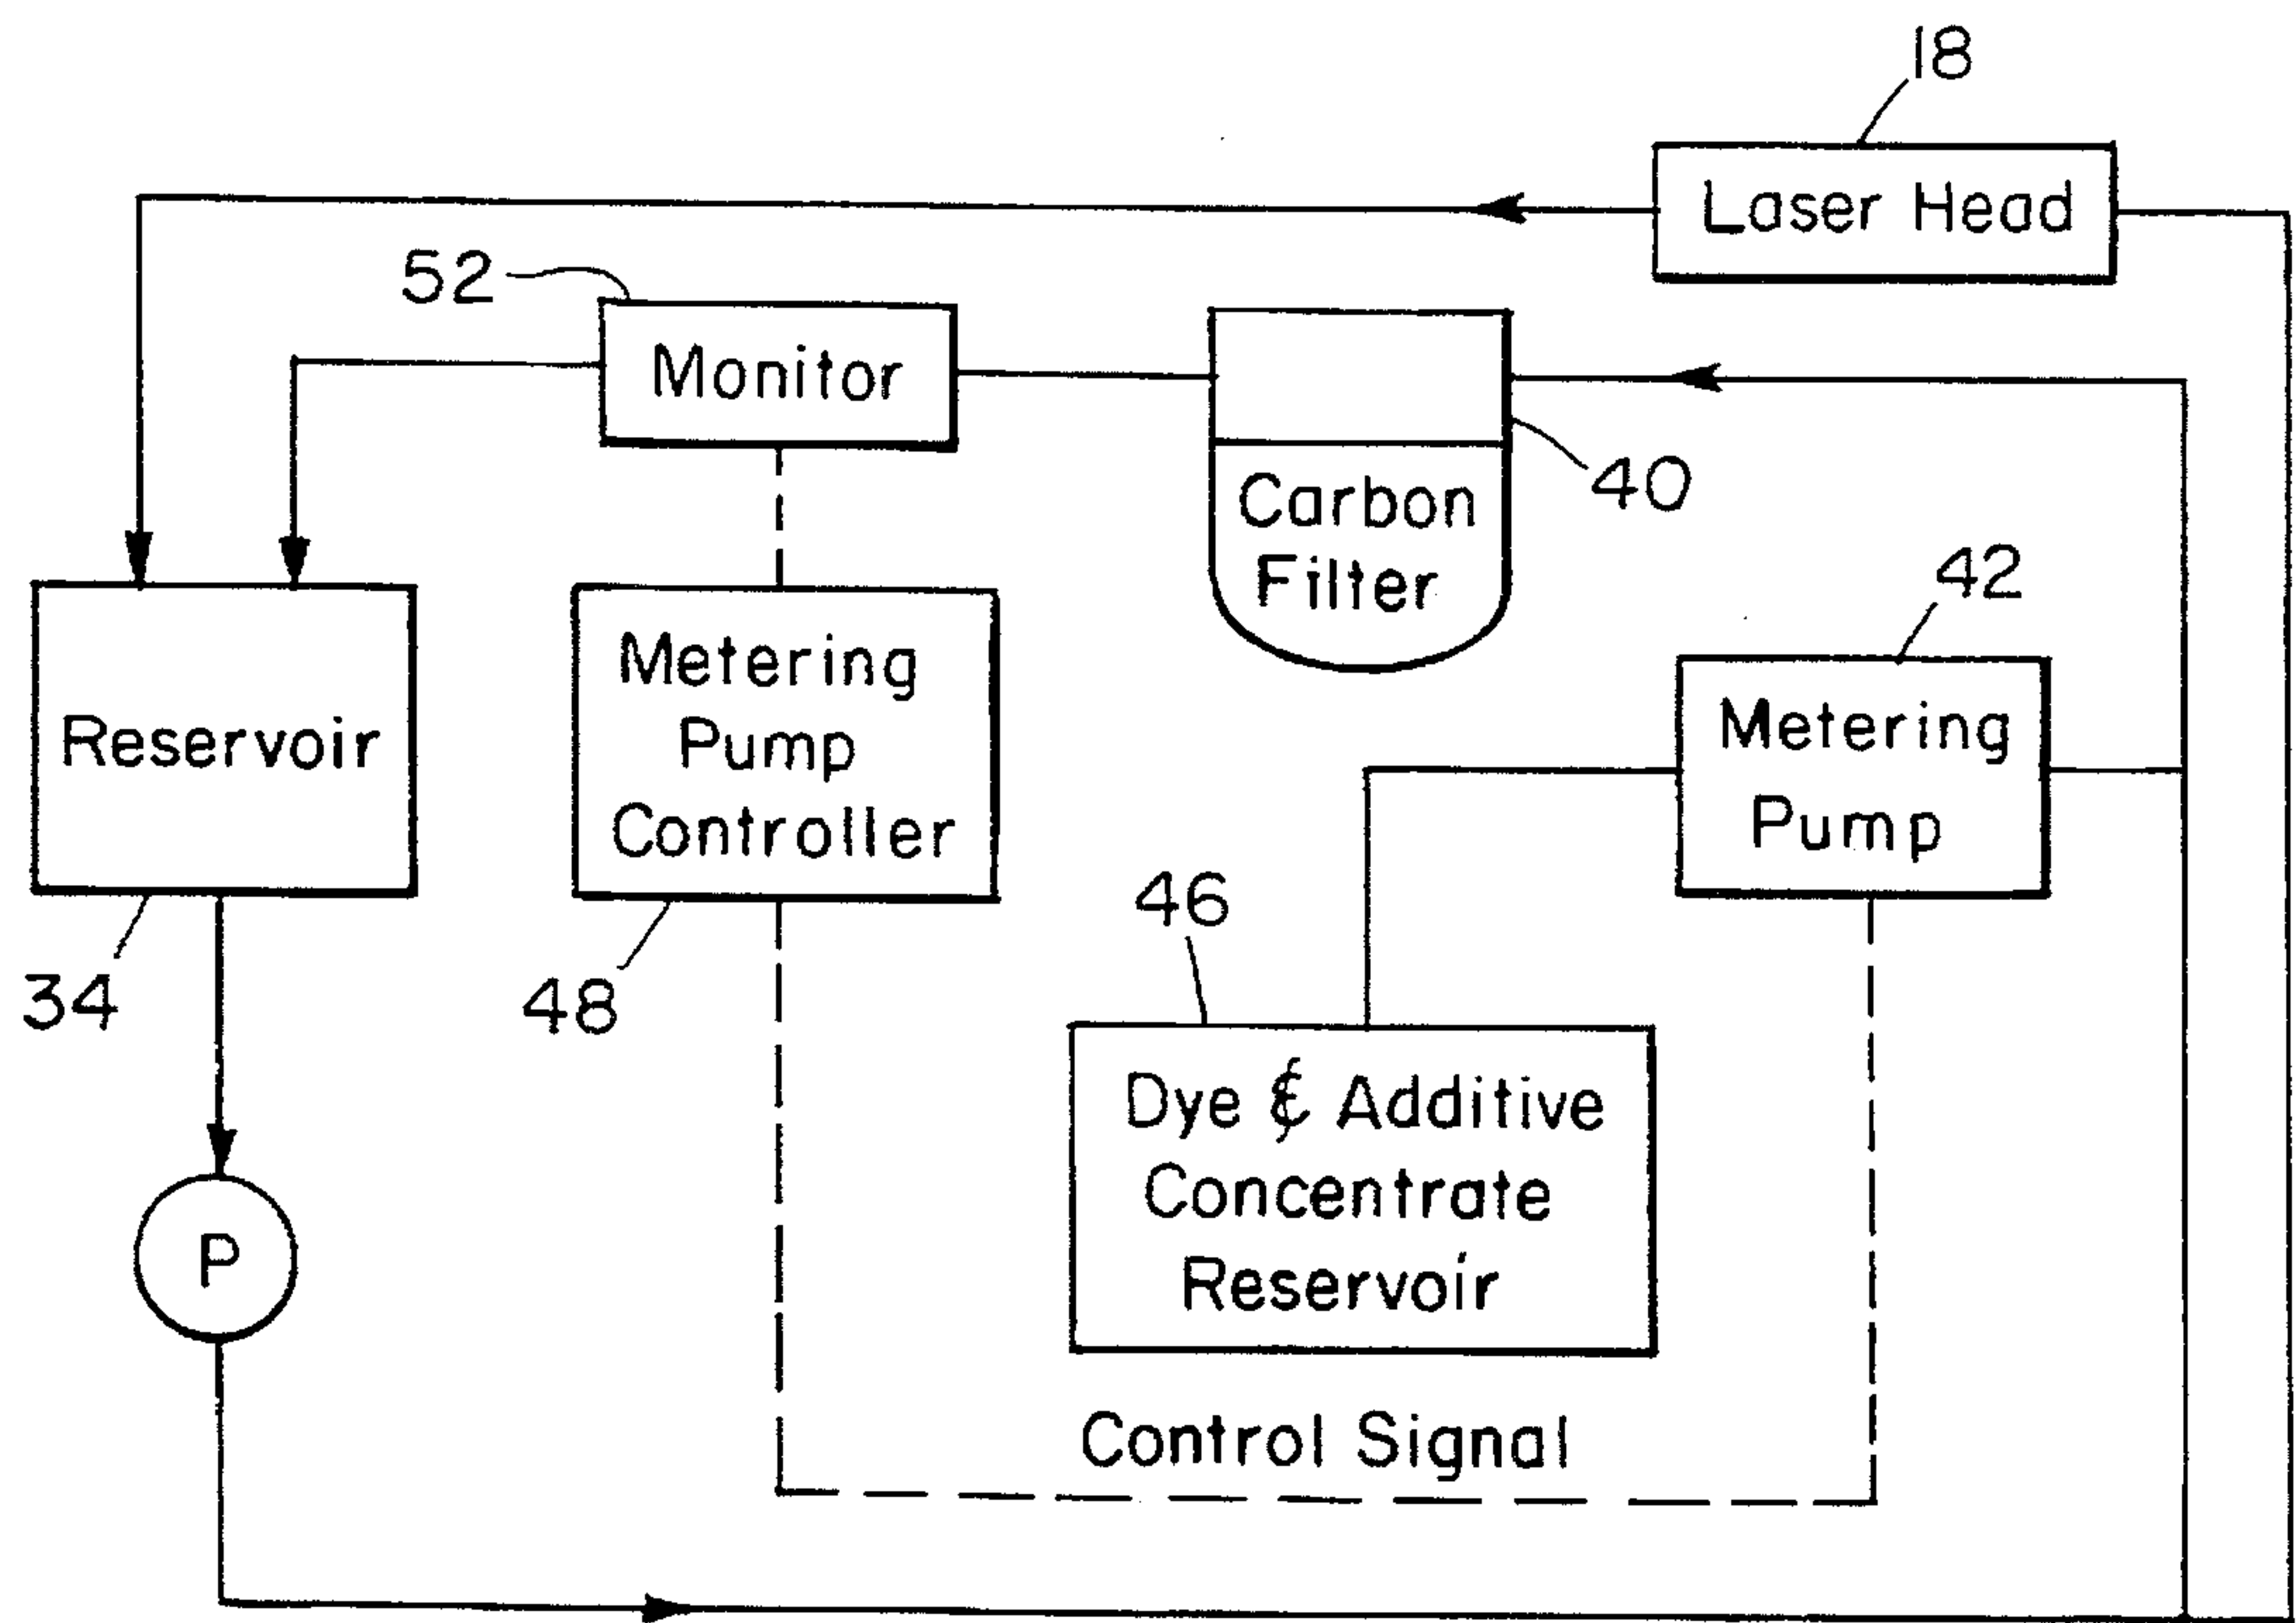 18
Laser Head
52
Monitor
40
Carbon
Filter
42
Metering
Pump
Reservoir
34
Metering
Pump
Controller
48
46
Dye & Additive
Concentrate
Reservoir
P
Control Signal